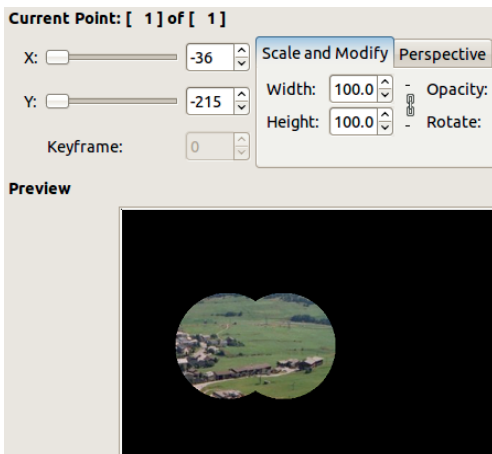 Current Point: [ 1 ] of [ 1 ]
X: -36
Y: -215
Keyframe: 0
Scale and Modify Perspective
Width: 100.0 Opacity:
Height: 100.0 Rotate:
Preview